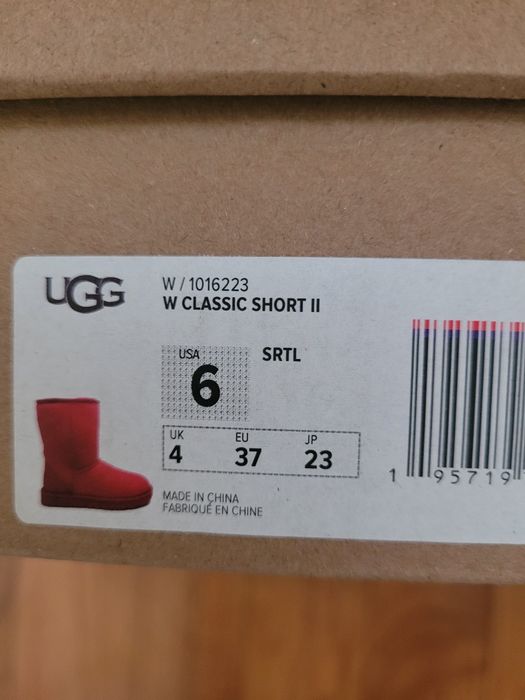 UGG
W / 1016223
W CLASSIC SHORT II
USA
6
SRTL
UK EU JP
4 37 23
MADE IN CHINA
FABRIQUÉ EN CHINE
1 95719